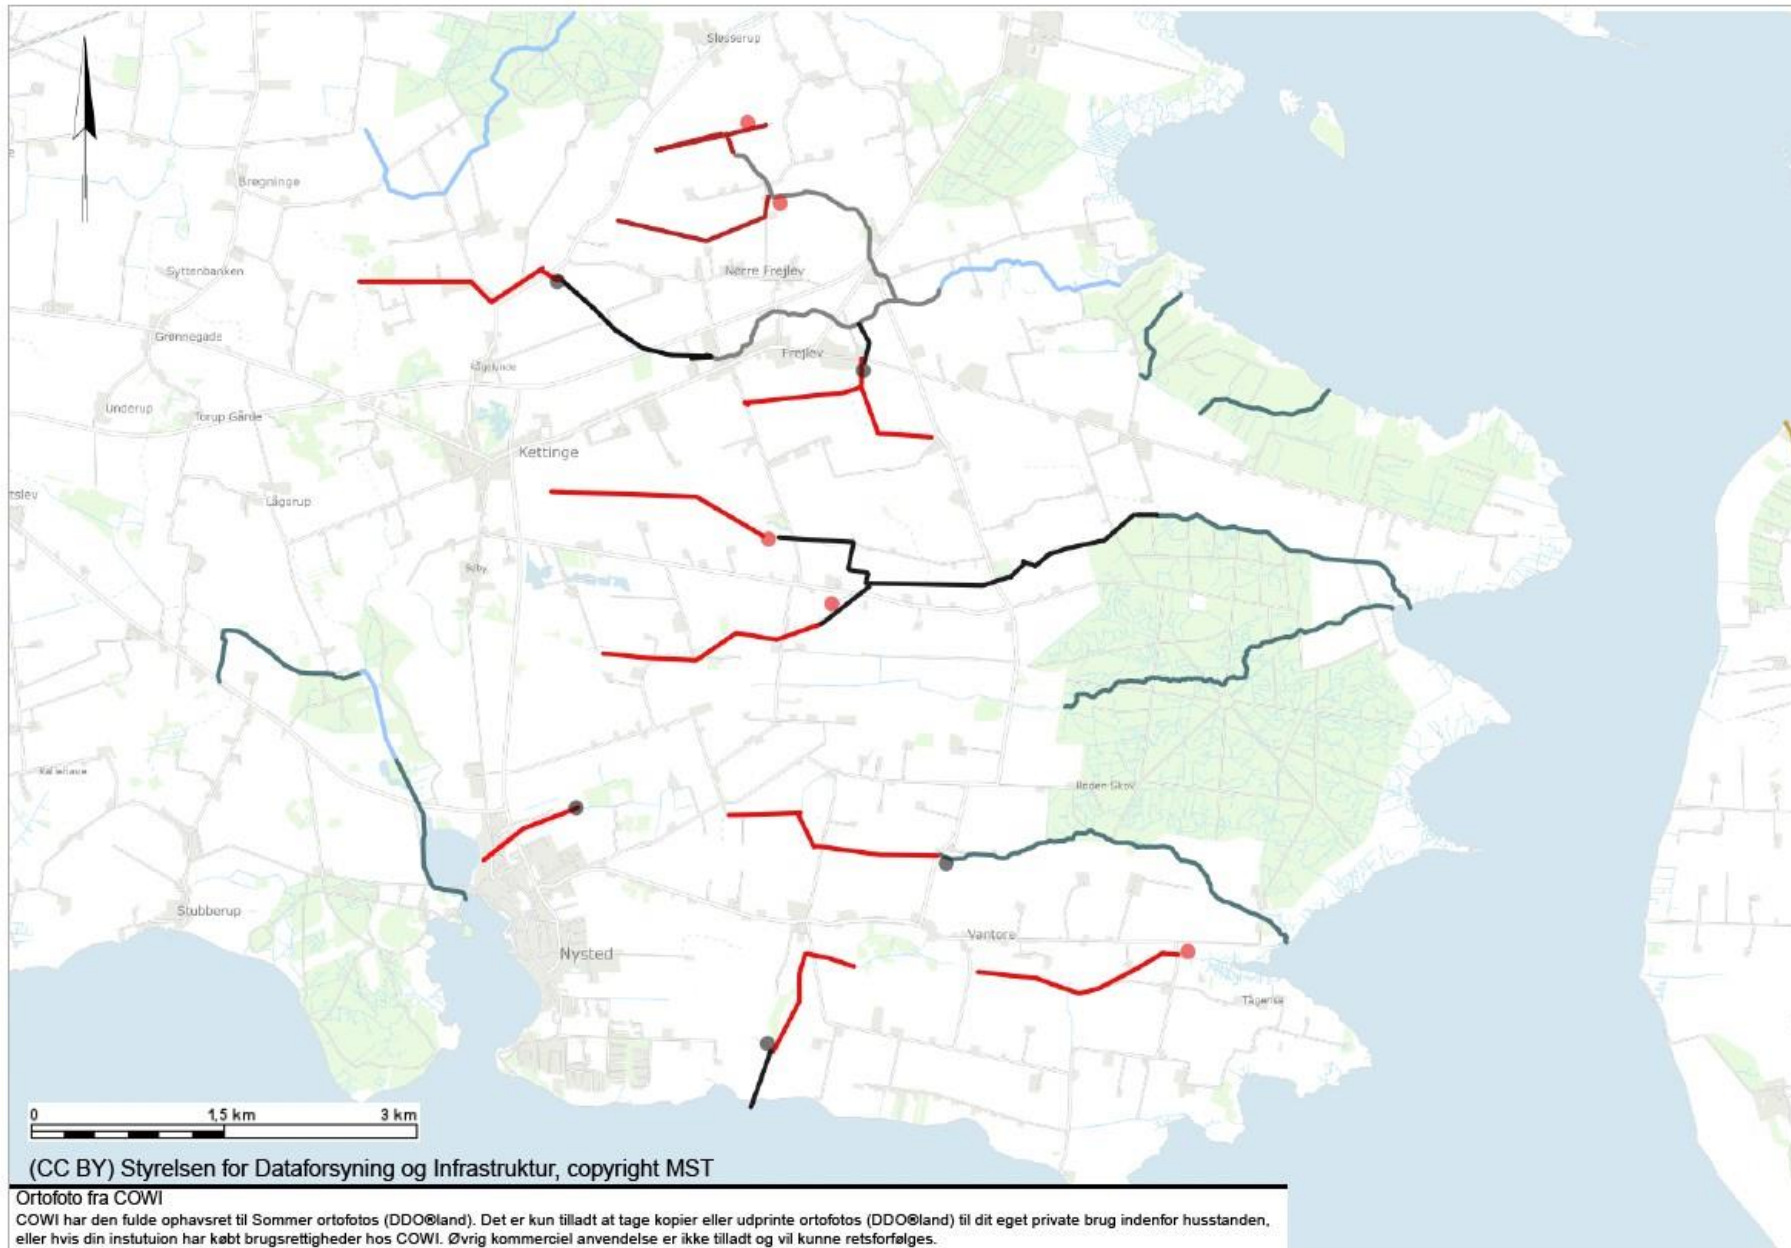 Sløsserup
Bregninge
Syttenbanken
Nørre Frejlev
Grønnegade
Frejlev
Underup
Torup Gårde
Kettinge
tslev
Lågerup
Roden Skov
Stubberup
Vantore
Nysted
Tågense
0 1,5 km 3 km
(CC BY) Styrelsen for Dataforsyning og Infrastruktur, copyright MST
Ortofoto fra COWI
COWI har den fulde ophavsret til Sommer ortofotos (DDO®land). Det er kun tilladt at tage kopier eller udprinte ortofotos (DDO®land) til dit eget private brug indenfor husstanden,
eller hvis din instutuion har købt brugsrettigheder hos COWI. Øvrig kommerciel anvendelse er ikke tilladt og vil kunne retsforfølges.